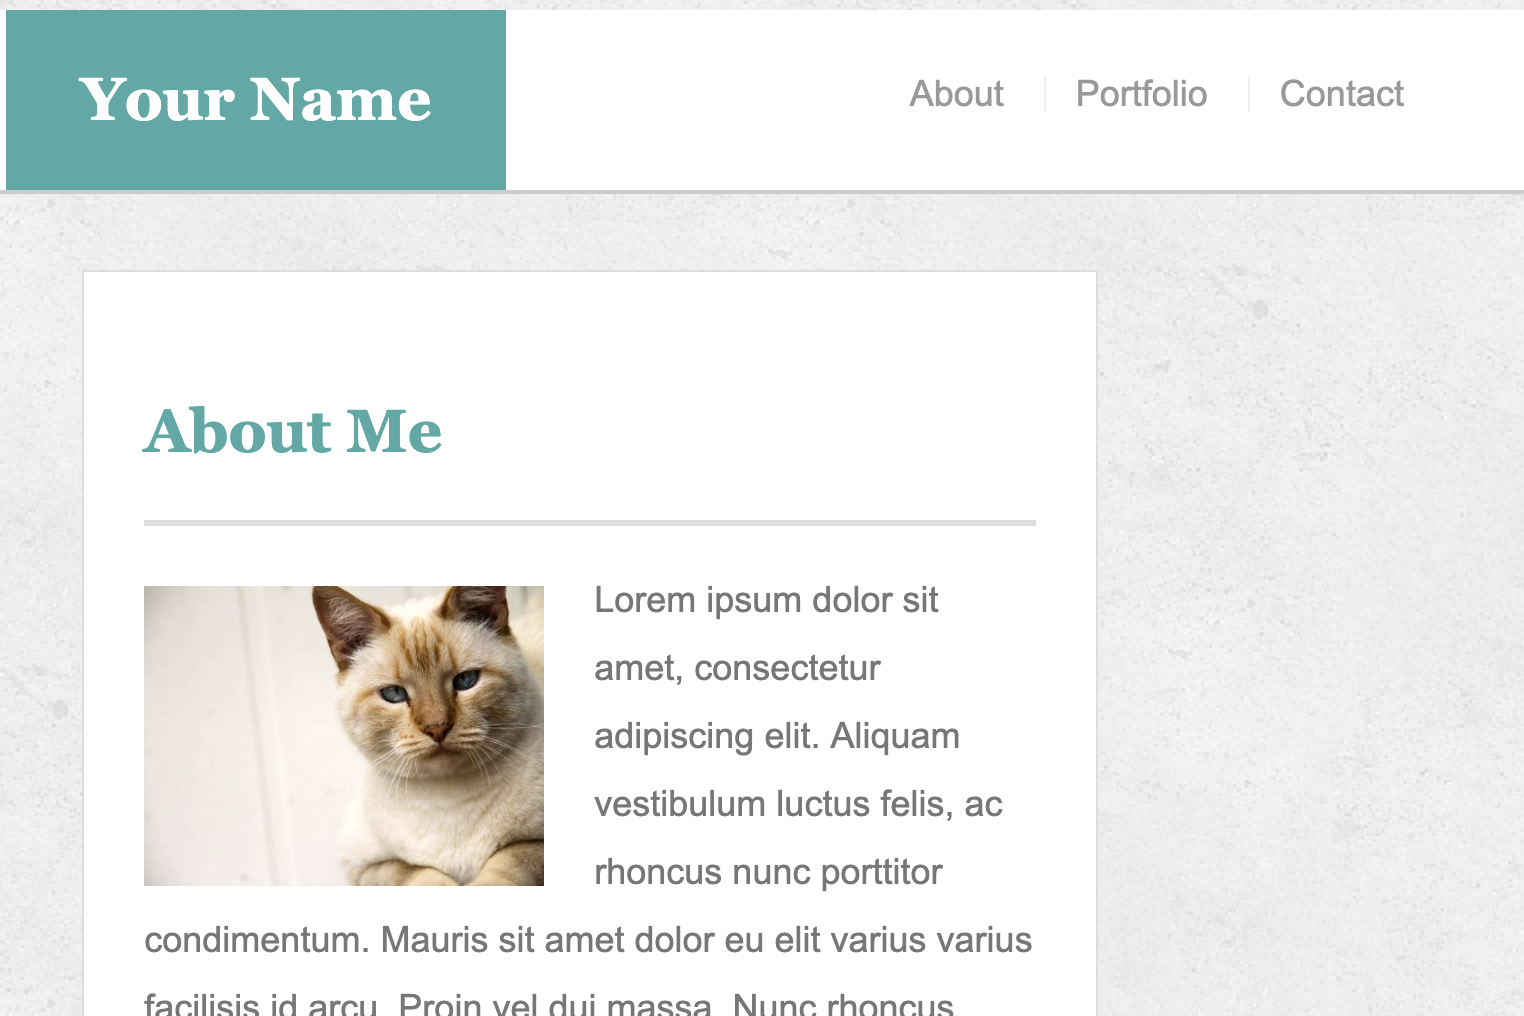 Your Name
About
Portfolio
Contact
About Me
Lorem ipsum dolor sit
amet, consectetur
adipiscing elit. Aliquam
vestibulum luctus felis, ac
rhoncus nunc porttitor
condimentum. Mauris sit amet dolor eu elit varius varius
facilisis id arcu. Proin vel dui massa. Nunc rhoncus